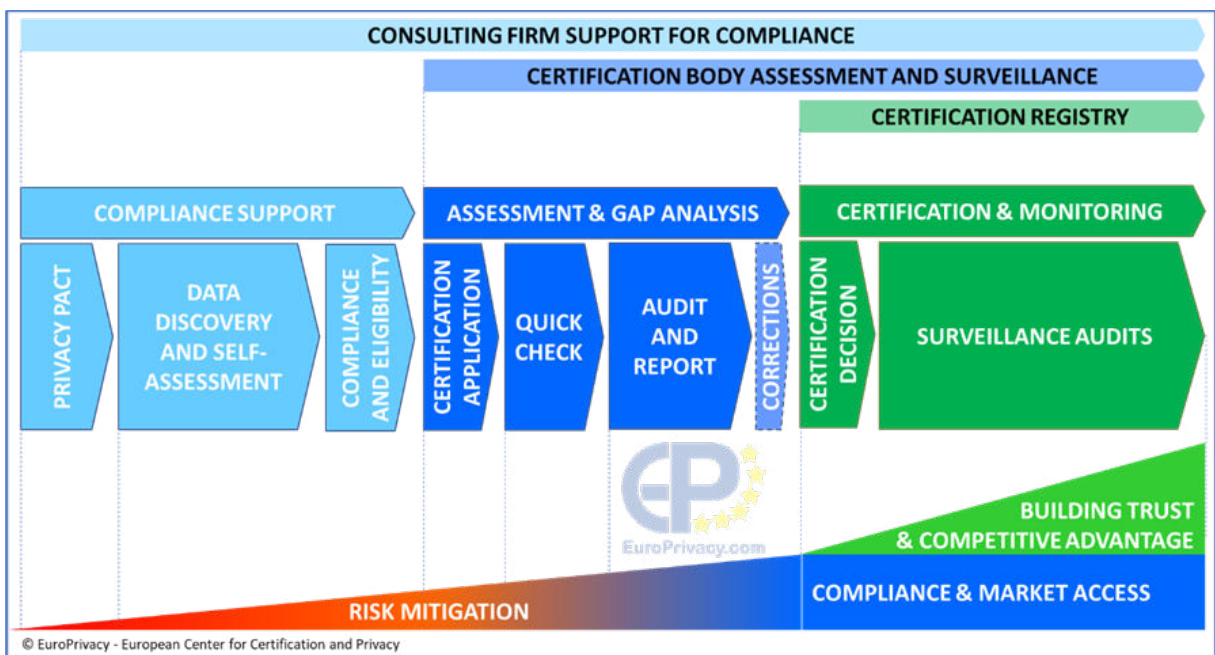 CONSULTING FIRM SUPPORT FOR COMPLIANCE
CERTIFICATION BODY ASSESSMENT AND SURVEILLANCE
CERTIFICATION REGISTRY
COMPLIANCE SUPPORT
ASSESSMENT & GAP ANALYSIS
CERTIFICATION & MONITORING
PRIVACY PACT
DATA
DISCOVERY
AND SELF-
ASSESSMENT
COMPLIANCE
AND ELIGIBILITY
CERTIFICATION
APPLICATION
QUICK
CHECK
AUDIT
AND
REPORT
CORRECTIONS
CERTIFICATION
DECISION
SURVEILLANCE AUDITS
EP
EuroPrivacy.com
BUILDING TRUST
& COMPETITIVE ADVANTAGE
RISK MITIGATION
COMPLIANCE & MARKET ACCESS
© EuroPrivacy - European Center for Certification and Privacy